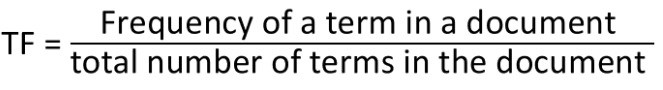 Frequency of a term in a document
TF =
total number of terms in the document